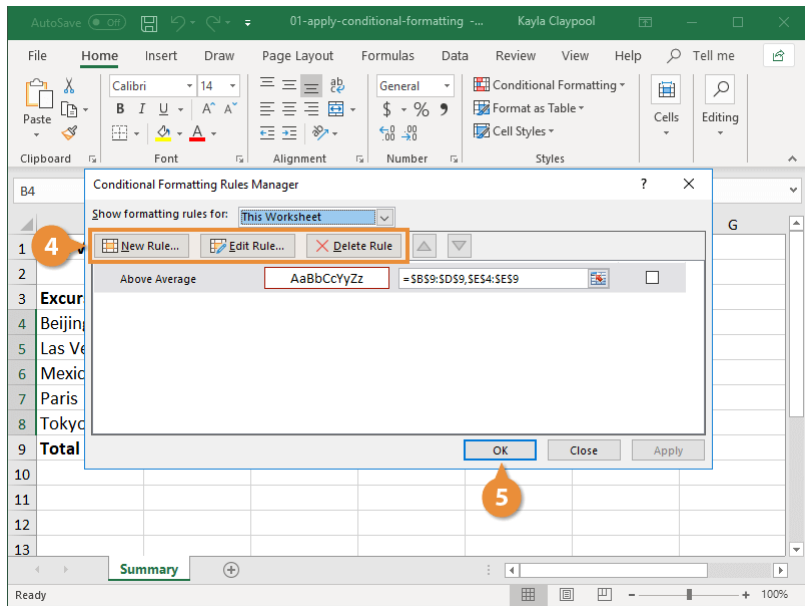 AutoSave Off 01-apply-conditional-formatting -... Kayla Claypool
File Home Insert Draw Page Layout Formulas Data Review View Help Tell me
Calibri 14 ab General Conditional Formatting
Paste B I U A A $ % , Format as Table Cells Editing
A .00 .0 Cell Styles
Clipboard Font Alignment Number Styles
B4 Conditional Formatting Rules Manager ?
Show formatting rules for: This Worksheet
G
4 New Rule... Edit Rule... Delete Rule
1
2 Above Average AaBbCcYyZz =$B$9:$D$9,$E$4:$E$9
3 Excur
4 Beijing
5 Las Ve
6 Mexic
7 Paris
8 Tokyo
9 Total OK Close Apply
10
11 5
12
13
Summary
Ready 100%